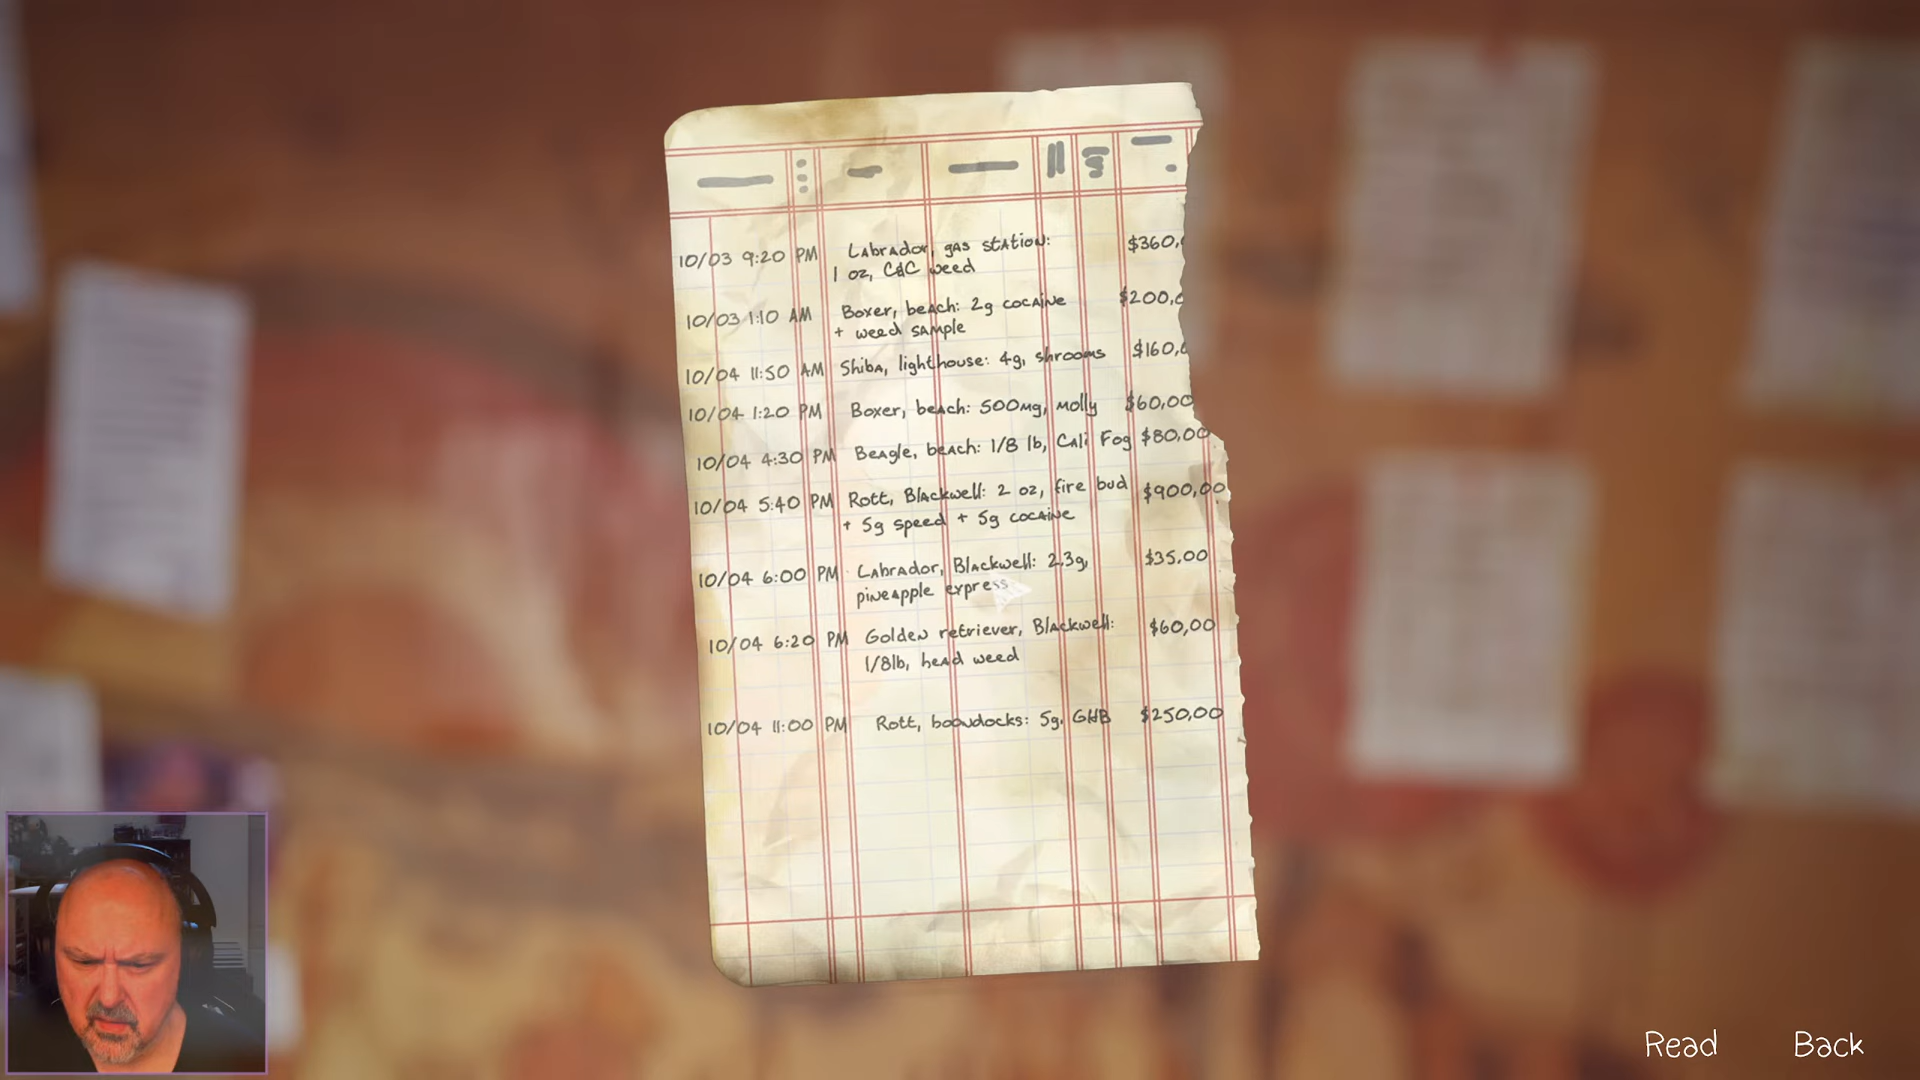 10/03 9:20 PM Labrador, gas station: $360,
1 oz, C&C weed
10/03 1:10 AM Boxer, beach: 2g cocaine $200,0
+ weed sample
10/04 11:50 AM Shiba, lighthouse: 4g, shrooms $160,0
10/04 1:20 PM Boxer, beach: 500mg, molly $60,00
10/04 4:30 PM Beagle, beach: 1/8 lb, Cali Fog $80,00
10/04 5:40 PM Rott, Blackwell: 2 oz, fire bud $900,00
+ 5g speed + 5g cocaine
10/04 6:00 PM Labrador, Blackwell: 2.3g, $35,00
pineapple express
10/04 6:20 PM Golden retriever, Blackwell: $60,00
1/8lb, head weed
10/04 11:00 PM Rott, boowdocks: 5g, GHB $250,00
Read Back